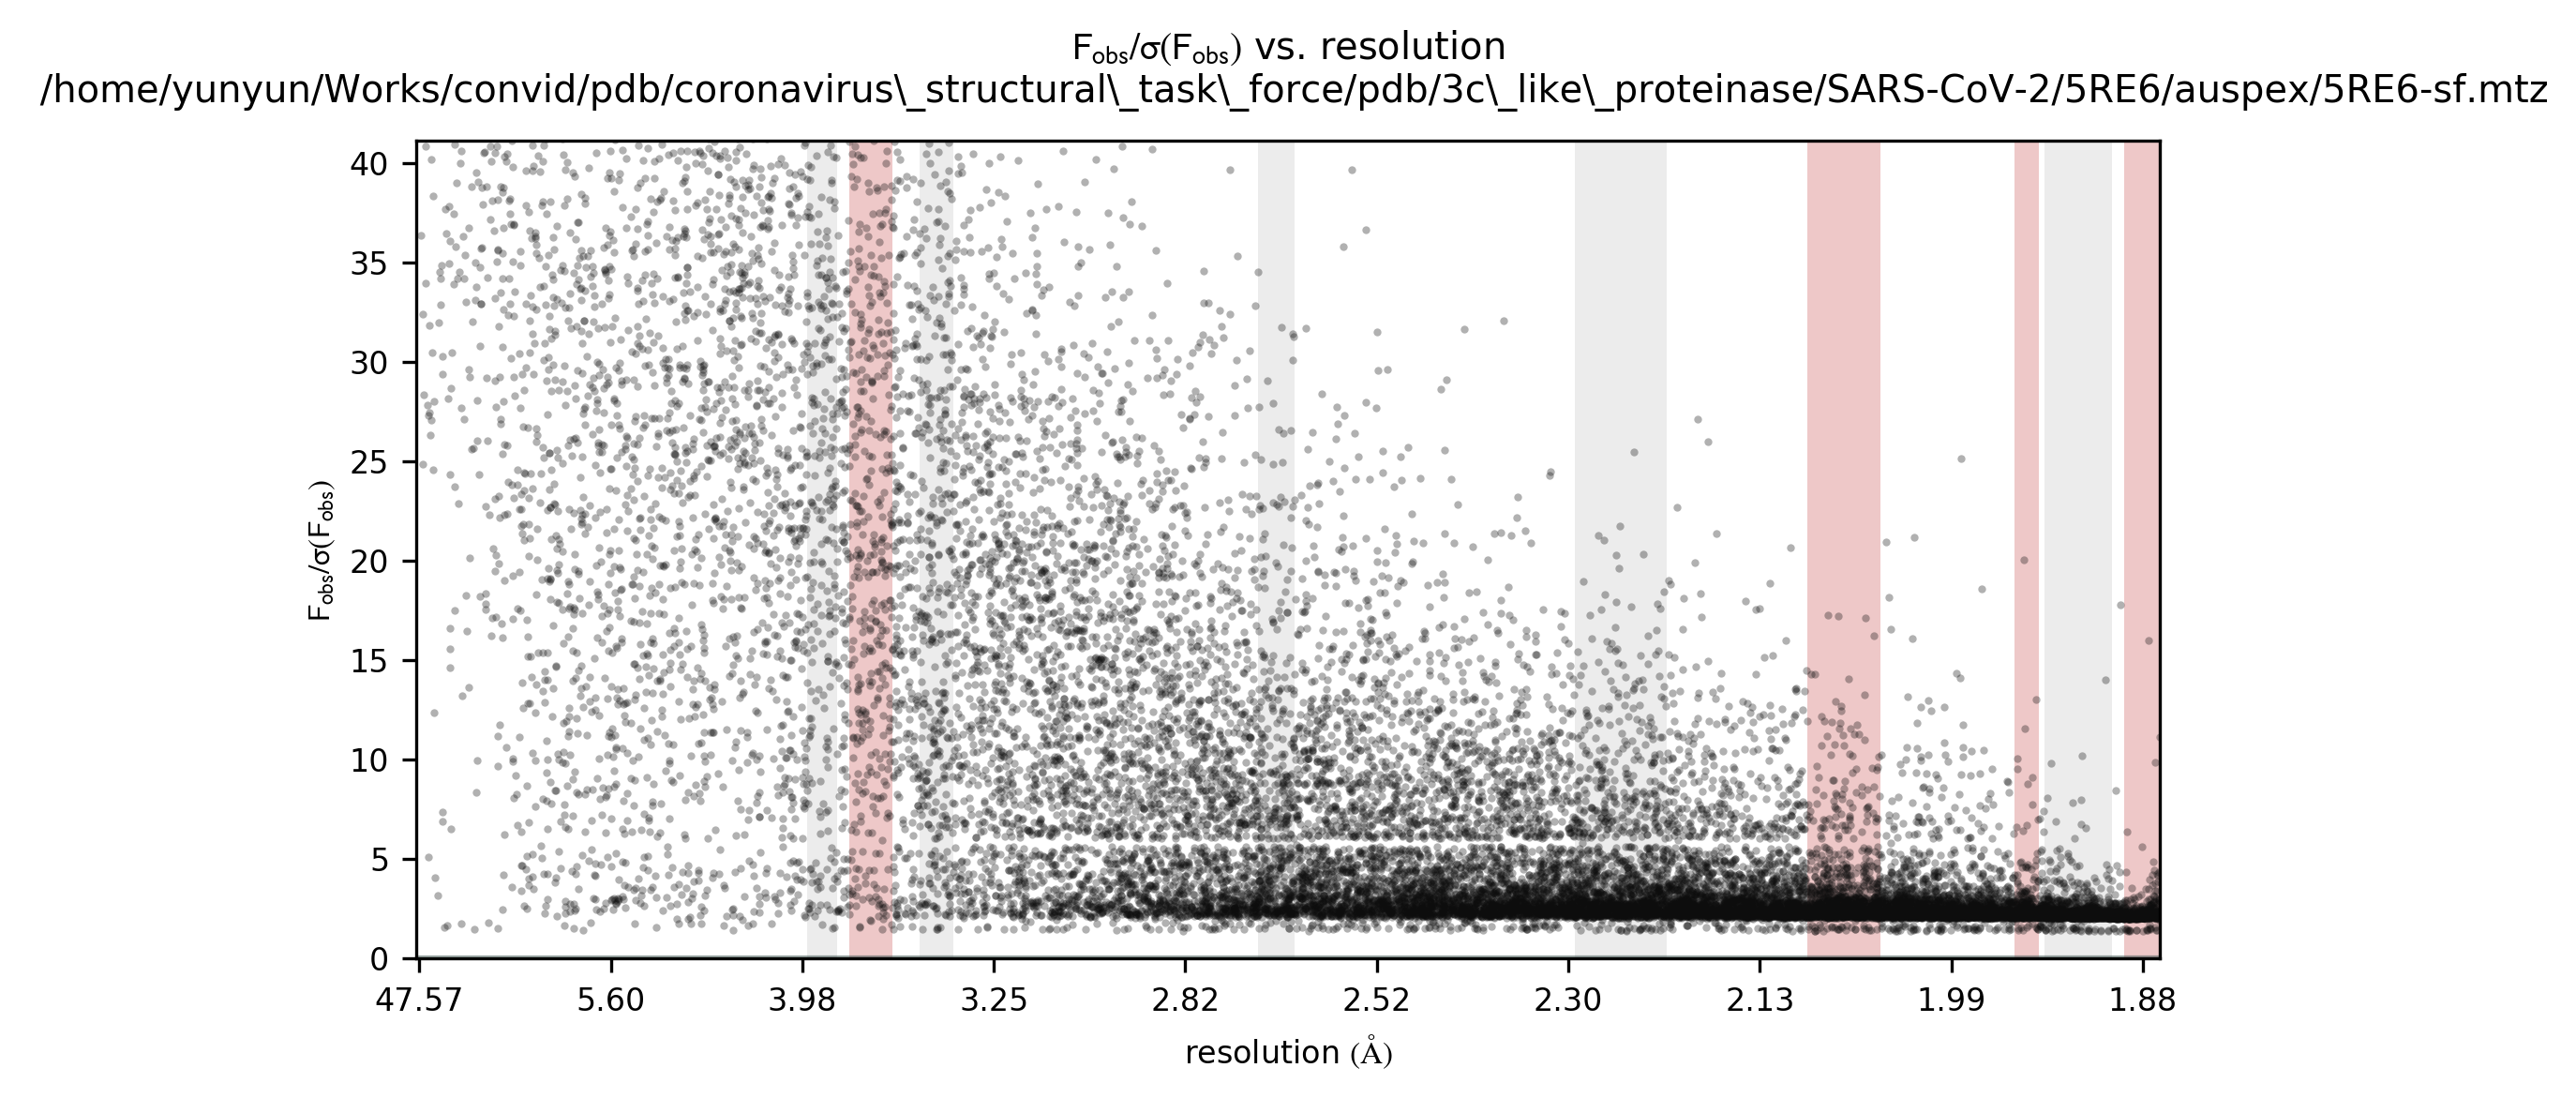 Fobs/σ(Fobs) vs. resolution
/home/yunyun/Works/convid/pdb/coronavirus\_structural\_task\_force/pdb/3c\_like\_proteinase/SARS-CoV-2/5RE6/auspex/5RE6-sf.mtz
40
35
30
25
20
15
10
5
0
Fobs/σ(Fobs)
47.57 5.60 3.98 3.25 2.82 2.52 2.30 2.13 1.99 1.88
resolution (Å)